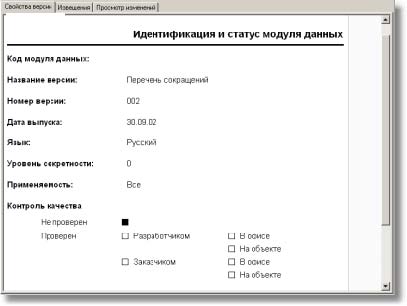 Свойства версии Извещения Просмотр изменений
Идентификация и статус модуля данных
Код модуля данных:
Название версии: Перечень сокращений
Номер версии: 002
Дата выпуска: 30.09.02
Язык: Русский
Уровень секретности: 0
Применяемость: Все
Контроль качества
Не проверен
Проверен Разработчиком В офисе
На объекте
Заказчиком В офисе
На объекте